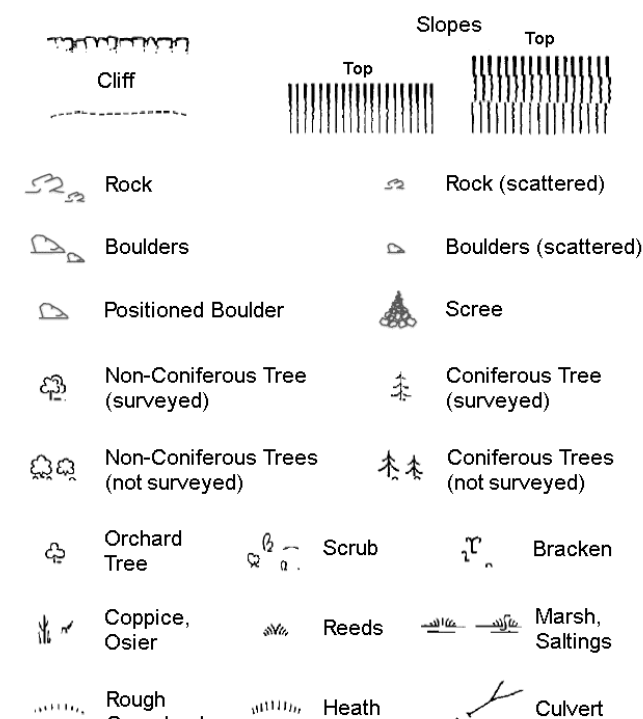 Slopes
Top
Top
Cliff
Rock
Rock (scattered)
Boulders
Boulders (scattered)
Positioned Boulder
Scree
Non-Coniferous Tree
(surveyed)
Coniferous Tree
(surveyed)
Non-Coniferous Trees
(not surveyed)
Coniferous Trees
(not surveyed)
Orchard
Tree
Scrub
Bracken
Coppice,
Osier
Reeds
Marsh,
Saltings
Rough
Heath
Culvert